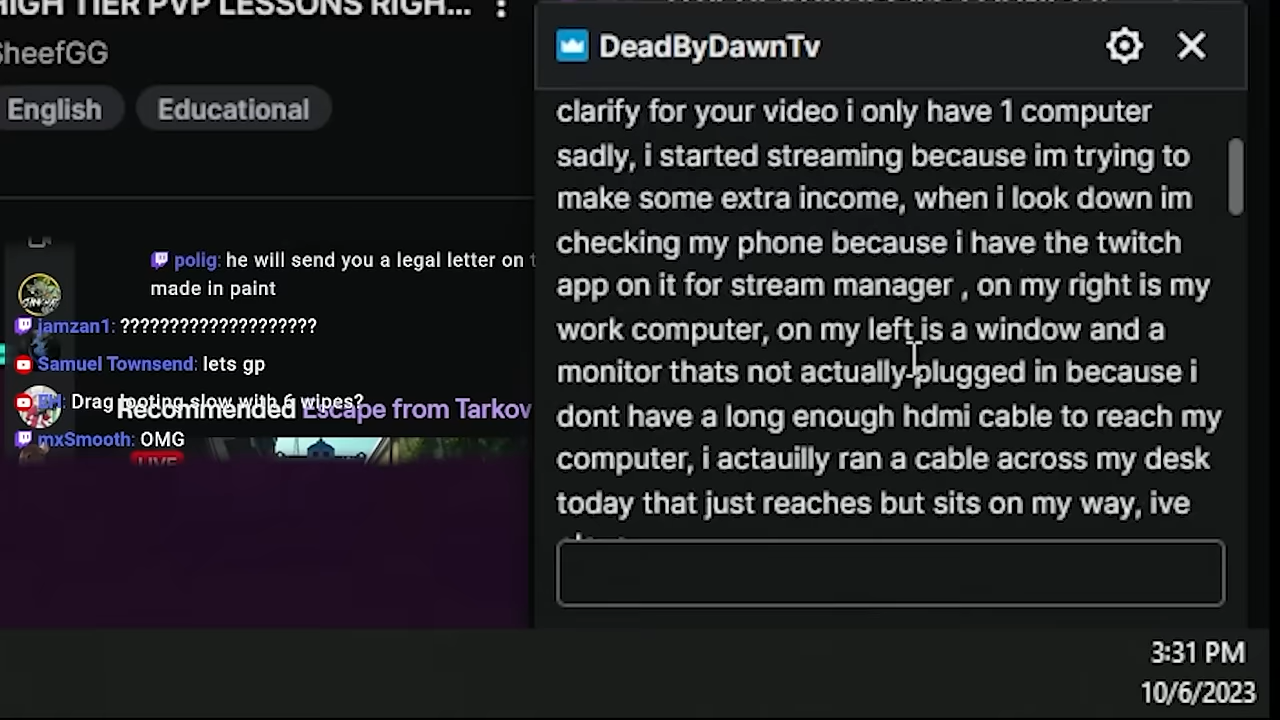 HIGH TIER PVP LESSONS RIGH...
SheefGG
English
Educational
polig: he will send you a legal letter on
made in paint
jamzan1: ????????????????????
Samuel Townsend: lets gp
Drag looting slow with 6 wipes?
Recommended Escape from Tarkov
mxSmooth: OMG
LIVE
DeadByDawnTv
clarify for your video i only have 1 computer
sadly, i started streaming because im trying to
make some extra income, when i look down im
checking my phone because i have the twitch
app on it for stream manager , on my right is my
work computer, on my left is a window and a
monitor thats not actually plugged in because i
dont have a long enough hdmi cable to reach my
computer, i actauilly ran a cable across my desk
today that just reaches but sits on my way, ive
3:31 PM
10/6/2023